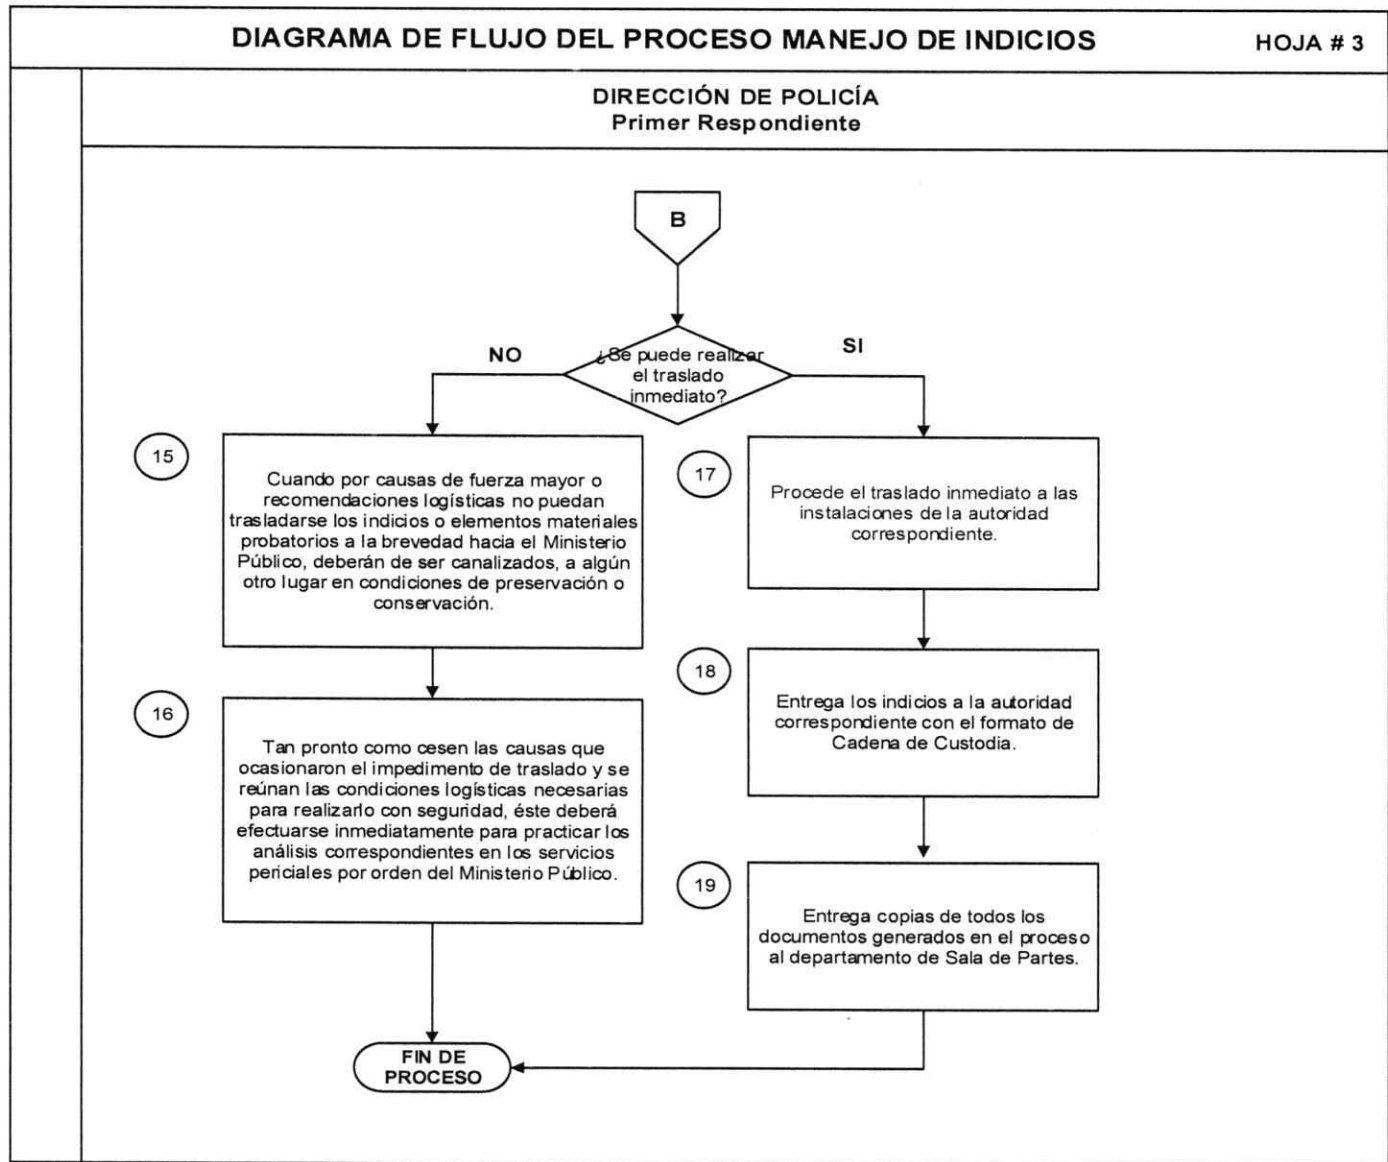 DIAGRAMA DE FLUJO DEL PROCESO MANEJO DE INDICIOS
HOJA # 3
DIRECCIÓN DE POLICÍA
Primer Respondiente
B
¿Se puede realizar
el traslado
inmediato?
NO
SI
15
Cuando por causas de fuerza mayor o
recomendaciones logísticas no puedan
trasladarse los indicios o elementos materiales
probatorios a la brevedad hacia el Ministerio
Público, deberán de ser canalizados, a algún
otro lugar en condiciones de preservación o
conservación.
16
Tan pronto como cesen las causas que
ocasionaron el impedimento de traslado y se
reúnan las condiciones logísticas necesarias
para realizarlo con seguridad, éste deberá
efectuarse inmediatamente para practicar los
análisis correspondientes en los servicios
periciales por orden del Ministerio Público.
17
Procede el traslado inmediato a las
instalaciones de la autoridad
correspondiente.
18
Entrega los indicios a la autoridad
correspondiente con el formato de
Cadena de Custodia.
19
Entrega copias de todos los
documentos generados en el proceso
al departamento de Sala de Partes.
FIN DE
PROCESO